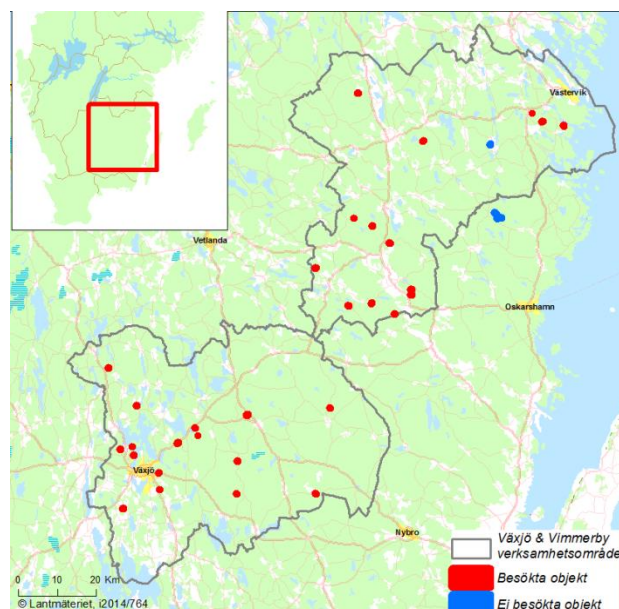 Västervik
Vetlanda
Oskarshamn
Växjö
Nybro
Växjö & Vimmerby
verksamhetsområde
Besökta objekt
Ej besökta objekt
0 10 20 Km
© Lantmäteriet, i2014/764